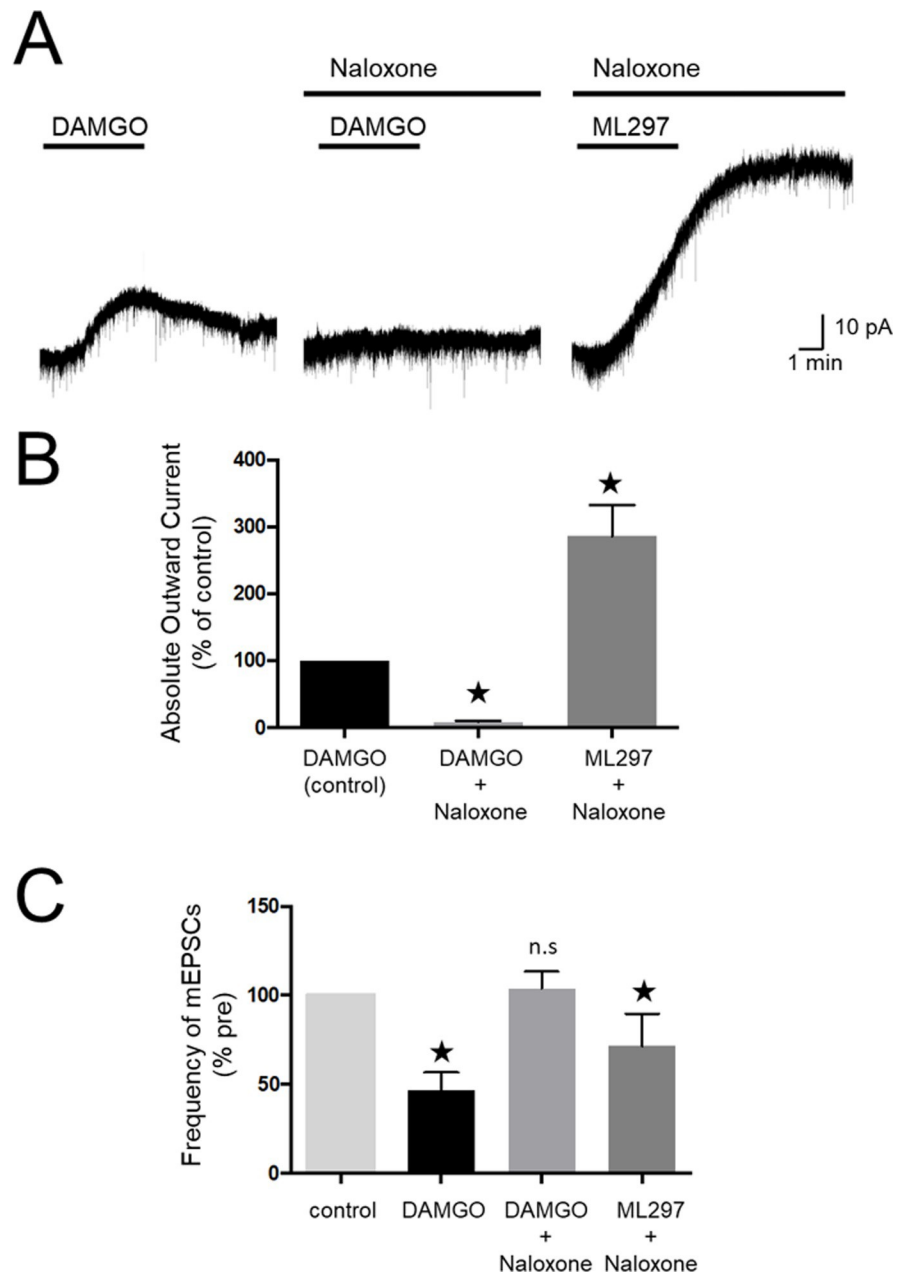 A
Naloxone
Naloxone
DAMGO
DAMGO
ML297
10 pA
1 min
B
Absolute Outward Current
(% of control)
400
300
200
100
0
★
★
DAMGO
(control)
DAMGO
+
Naloxone
ML297
+
Naloxone
C
Frequency of mEPSCs
(% pre)
150
100
50
0
★
n.s
★
control
DAMGO
DAMGO
+
Naloxone
ML297
+
Naloxone